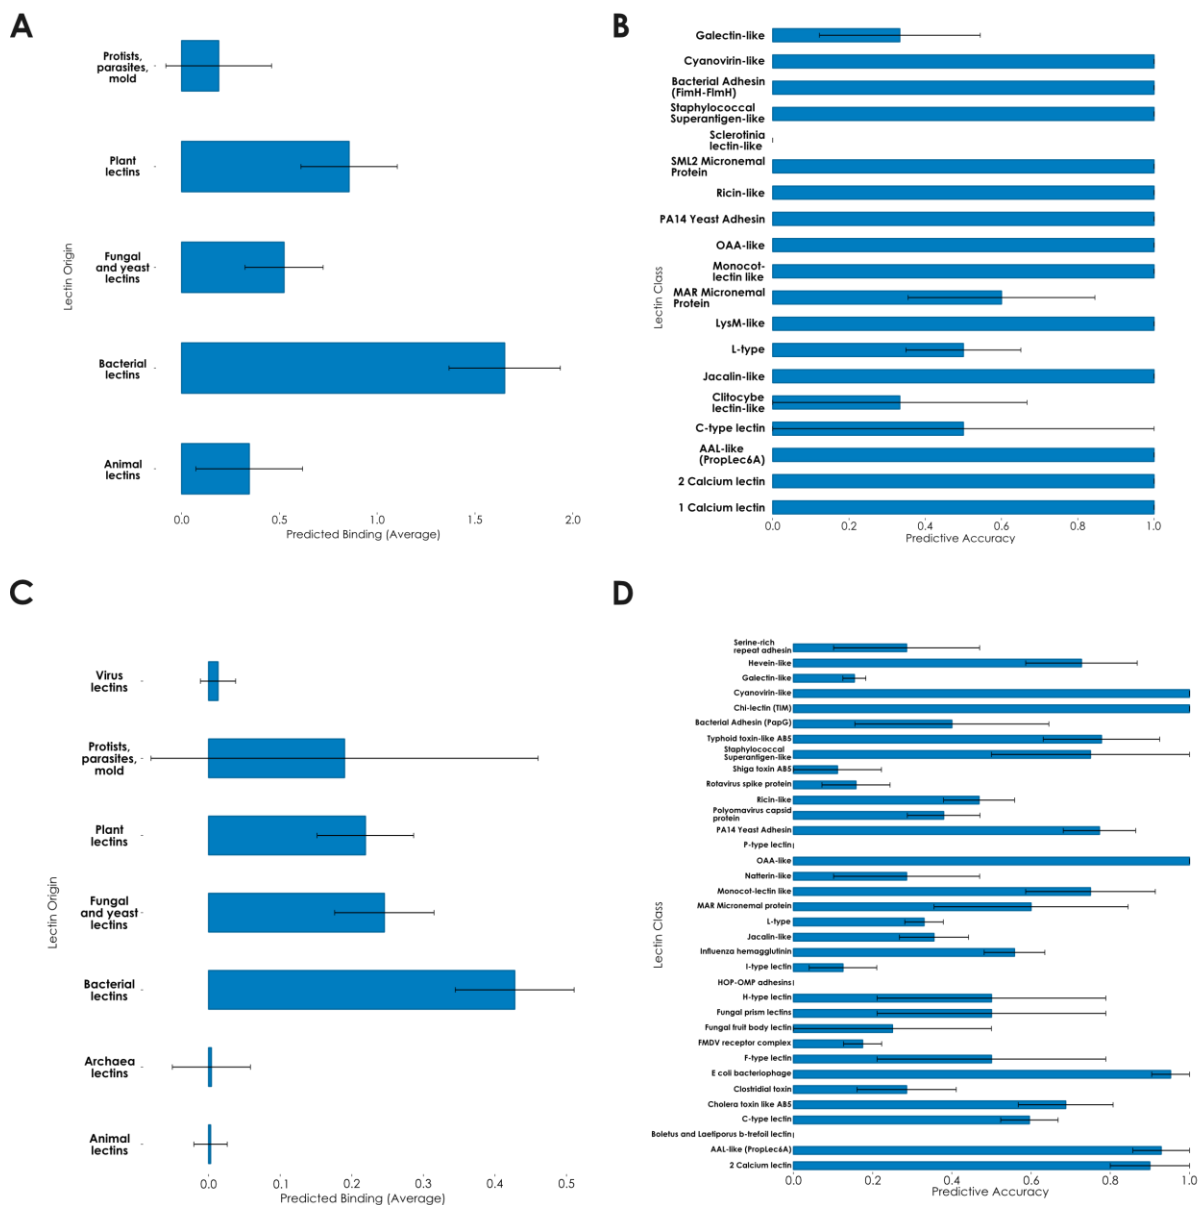 A
Protists,
parasites,
mold
Plant
lectins
Fungal
and yeast
lectins
Bacterial
lectins
Animal
lectins
Lectin Origin
0.0
0.5
1.0
1.5
2.0
Predicted Binding (Average)
B
Galectin-like
Cyanovirin-like
Bacterial Adhesin
(FimH-FlmH)
Staphylococcal
Superantigen-like
Sclerotinia
lectin-like
SML2 Micronemal
Protein
Ricin-like
PA14 Yeast Adhesin
OAA-like
Monocot-
lectin like
MAR Micronemal
Protein
LysM-like
L-type
Jacalin-like
Clitocybe
lectin-like
C-type lectin
AAL-like
(PropLec6A)
2 Calcium lectin
1 Calcium lectin
Lectin Class
0.0
0.2
0.4
0.6
0.8
1.0
Predictive Accuracy
C
Virus
lectins
Protists,
parasites,
mold
Plant
lectins
Fungal
and yeast
lectins
Bacterial
lectins
Archaea
lectins
Animal
lectins
Lectin Origin
0.0
0.1
0.2
0.3
0.4
0.5
Predicted Binding (Average)
D
Serine-rich
repeat adhesin
Hevein-like
Galectin-like
Cyanovirin-like
Chi-lectin (TIM)
Bacterial Adhesin (PapG)
Typhoid toxin-like AB5
Staphylococcal
Superantigen-like
Shiga toxin AB5
Rotavirus spike protein
Ricin-like
Polyomavirus capsid
protein
PA14 Yeast Adhesin
P-type lectin
OAA-like
Natterin-like
Monocot-lectin like
MAR Micronemal protein
L-type
Jacalin-like
Influenza hemagglutinin
I-type lectin
HOP-OMP adhesins
H-type lectin
Fungal prism lectins
Fungal fruit body lectin
FMDV receptor complex
F-type lectin
E coli bacteriophage
Clostridial toxin
Cholera toxin like AB5
C-type lectin
Boletus and Laetiporus b-trefoil lectin
AAL-like (PropLec6A)
2 Calcium lectin
Lectin Class
0.0
0.2
0.4
0.6
0.8
1.0
Predictive Accuracy